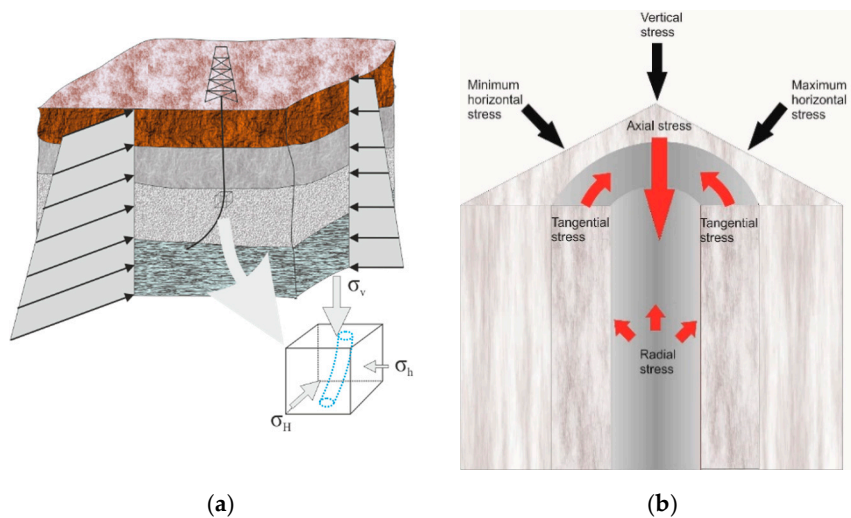 Vertical
stress
Minimum
horizontal
stress
Maximum
horizontal
stress
Axial stress
Tangential
stress
Tangential
stress
Radial
stress
σv
σh
σH
(a)
(b)